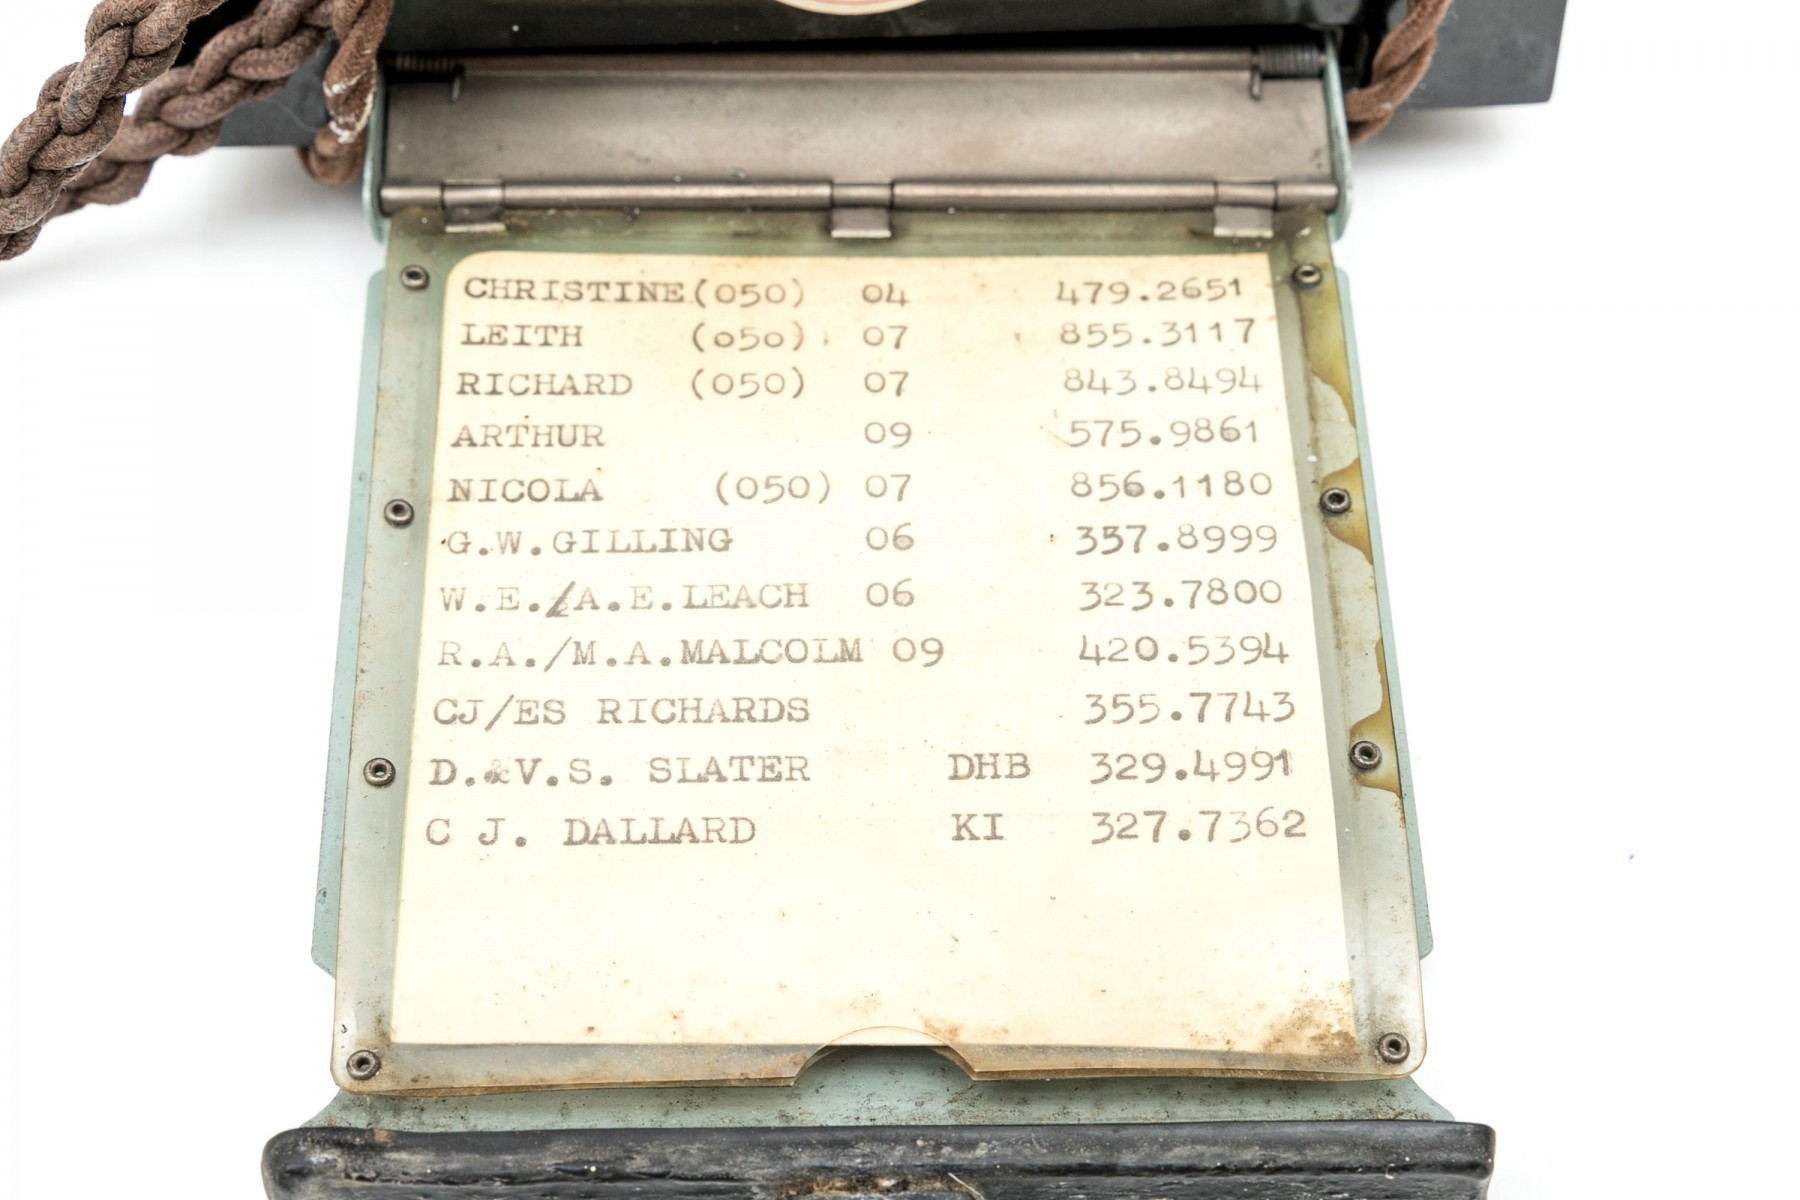 CHRISTINE(050) 04 479.2651
LEITH (050) 07 855.3117
RICHARD (050) 07 843.8494
ARTHUR 09 575.9861
NICOLA (050) 07 856.1180
G.W.GILLING 06 357.8999
W.E./A.E.LEACH 06 323.7800
R.A./M.A.MALCOLM 09 420.5394
CJ/ES RICHARDS 355.7743
D.&V.S. SLATER DHB 329.4991
C J. DALLARD KI 327.7362